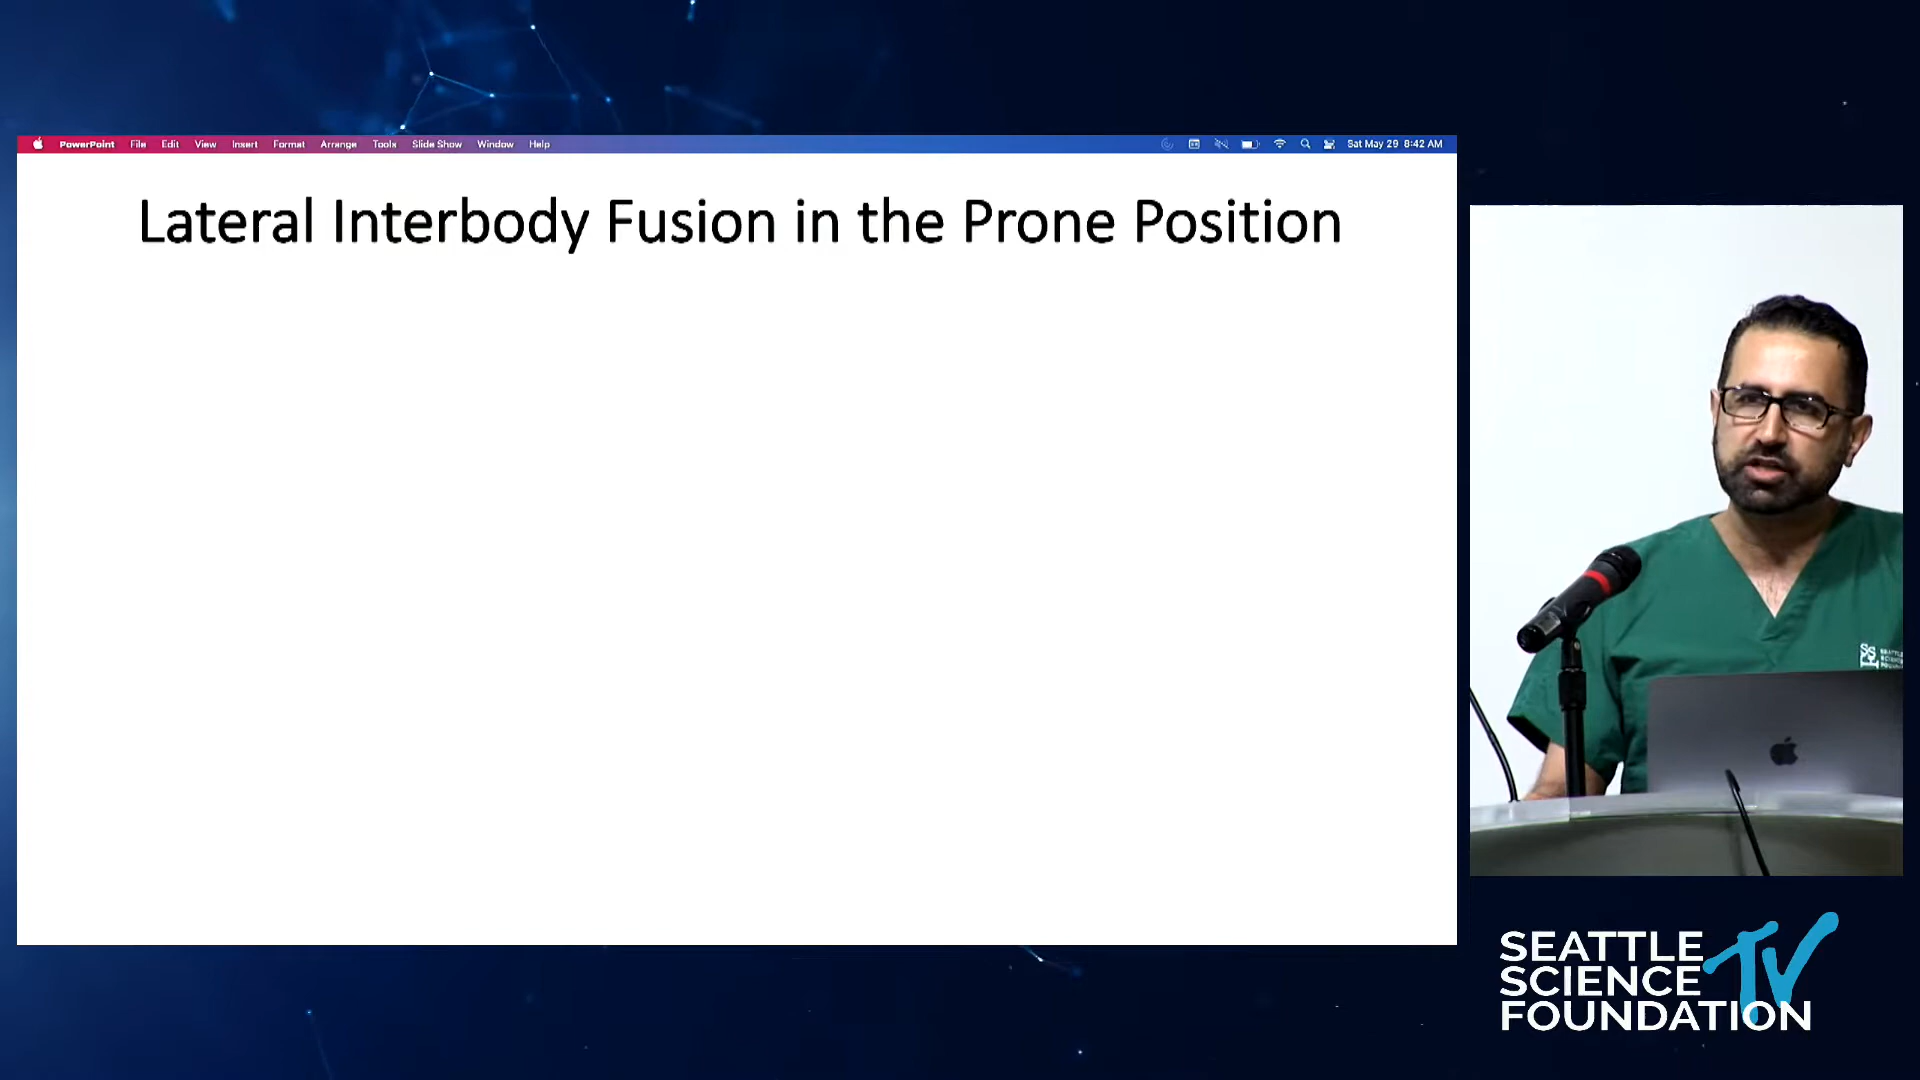 PowerPoint File Edit View Insert Format Arrange Tools Slide Show Window Help Sat May 29 8:42 AM
Lateral Interbody Fusion in the Prone Position
SSF
SEATTLE
SCIENCE TV
FOUNDATION